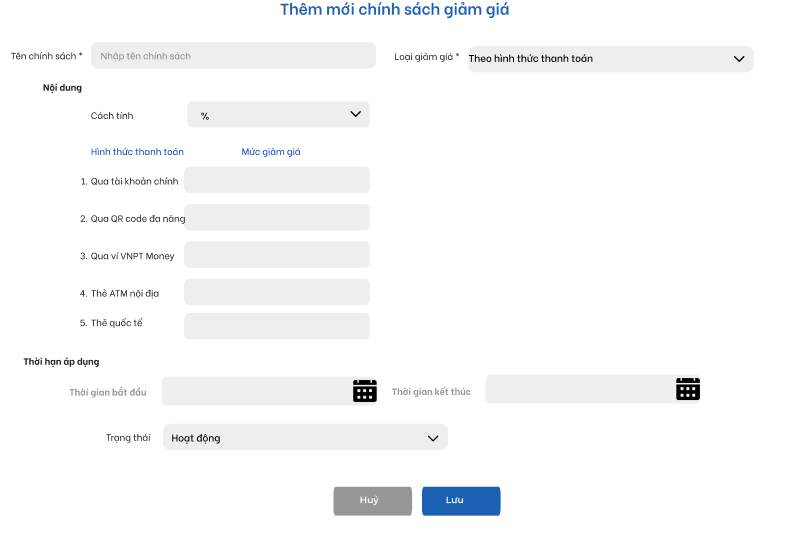 Thêm mới chính sách giảm giá
Tên chính sách * Nhập tên chính sách Loại giảm giá * Theo hình thức thanh toán
Nội dung
Cách tính %
Hình thức thanh toán Mức giảm giá
1. Qua tài khoản chính
2. Qua QR code đa năng
3. Qua ví VNPT Money
4. Thẻ ATM nội địa
5. Thẻ quốc tế
Thời hạn áp dụng
Thời gian bắt đầu Thời gian kết thúc
Trạng thái Hoạt động
Huỷ Lưu